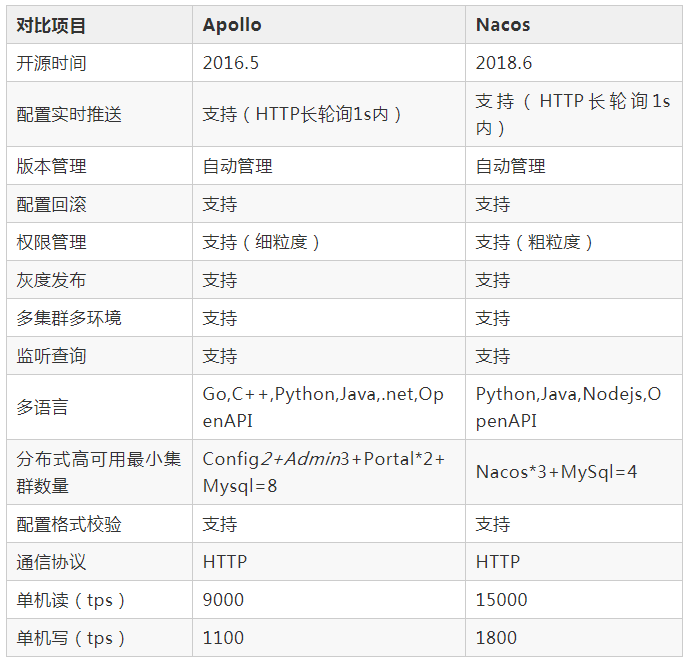 对比项目 Apollo Nacos
开源时间 2016.5 2018.6
配置实时推送 支持（HTTP长轮询1s内） 支持（HTTP长轮询1s
内）
版本管理 自动管理 自动管理
配置回滚 支持 支持
权限管理 支持（细粒度） 支持（粗粒度）
灰度发布 支持 支持
多集群多环境 支持 支持
监听查询 支持 支持
多语言 Go,C++,Python,Java,.net,Op Python,Java,Nodejs,O
enAPI penAPI
分布式高可用最小集 Config2+Admin3+Portal*2+ Nacos*3+MySql=4
群数量 Mysql=8
配置格式校验 支持 支持
通信协议 HTTP HTTP
单机读（tps） 9000 15000
单机写（tps） 1100 1800